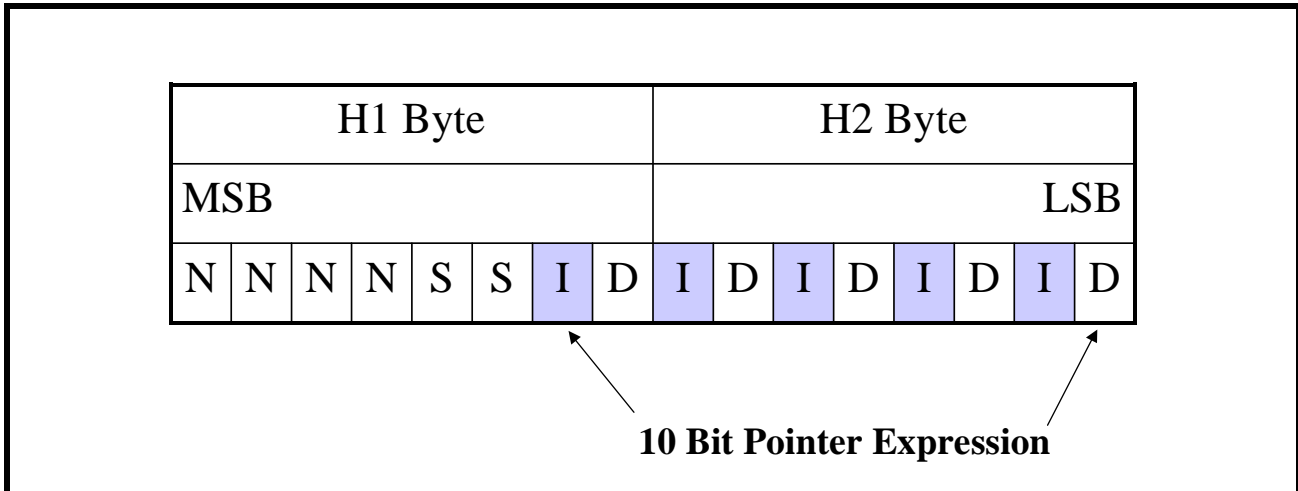 H1 Byte H2 Byte
MSB LSB
N N N N S S I D I D I D I D I D
10 Bit Pointer Expression